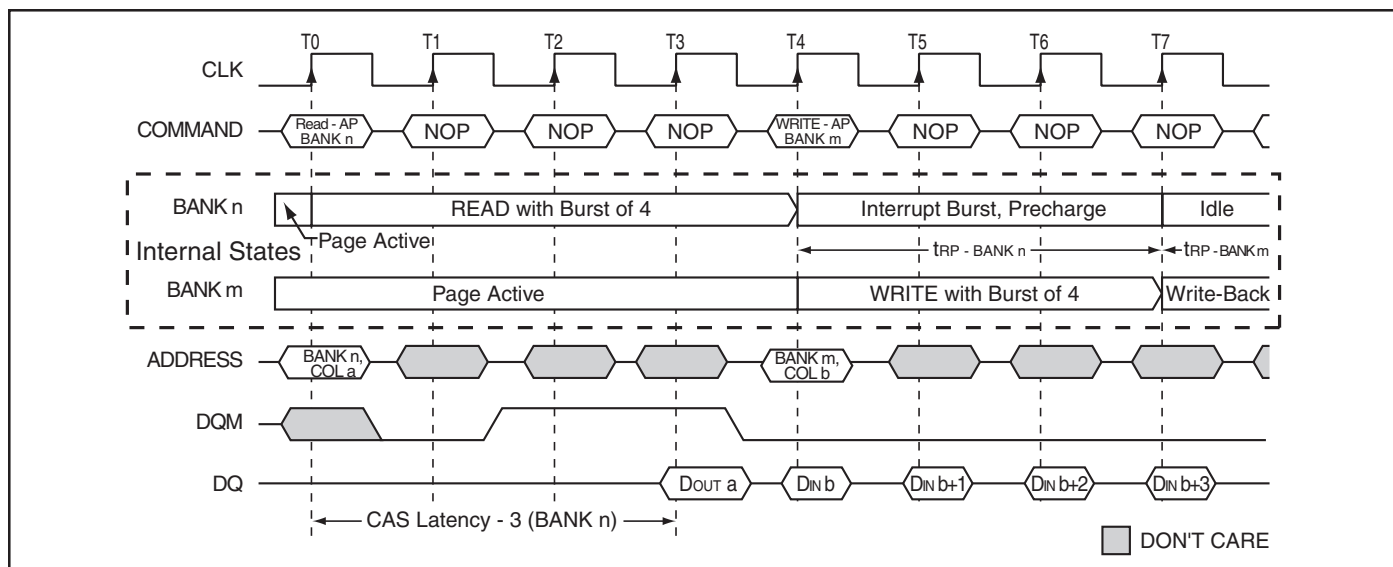 T0 T1 T2 T3 T4 T5 T6 T7
CLK
COMMAND Read - AP NOP NOP NOP WRITE - AP NOP NOP NOP
BANK n BANK m
BANK n READ with Burst of 4 Interrupt Burst, Precharge Idle
Page Active
Internal States tRP - BANK n tRP - BANK m
BANK m Page Active WRITE with Burst of 4 Write-Back
ADDRESS BANK n, BANK m,
COL a COL b
DQM
DQ DOUT a DIN b DIN b+1 DIN b+2 DIN b+3
CAS Latency - 3 (BANK n)
DON'T CARE